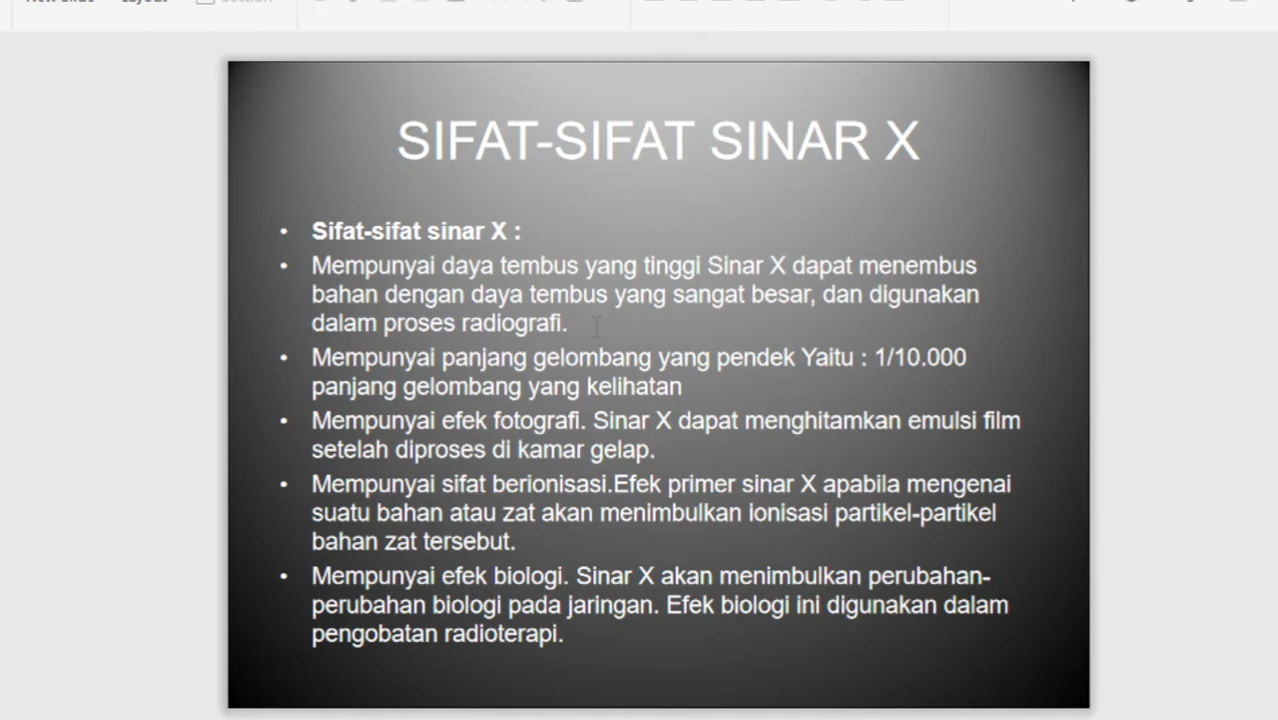 SIFAT-SIFAT SINAR X
• Sifat-sifat sinar X :
• Mempunyai daya tembus yang tinggi Sinar X dapat menembus
bahan dengan daya tembus yang sangat besar, dan digunakan
dalam proses radiografi.
• Mempunyai panjang gelombang yang pendek Yaitu : 1/10.000
panjang gelombang yang kelihatan
• Mempunyai efek fotografi. Sinar X dapat menghitamkan emulsi film
setelah diproses di kamar gelap.
• Mempunyai sifat berionisasi.Efek primer sinar X apabila mengenai
suatu bahan atau zat akan menimbulkan ionisasi partikel-partikel
bahan zat tersebut.
• Mempunyai efek biologi. Sinar X akan menimbulkan perubahan-
perubahan biologi pada jaringan. Efek biologi ini digunakan dalam
pengobatan radioterapi.